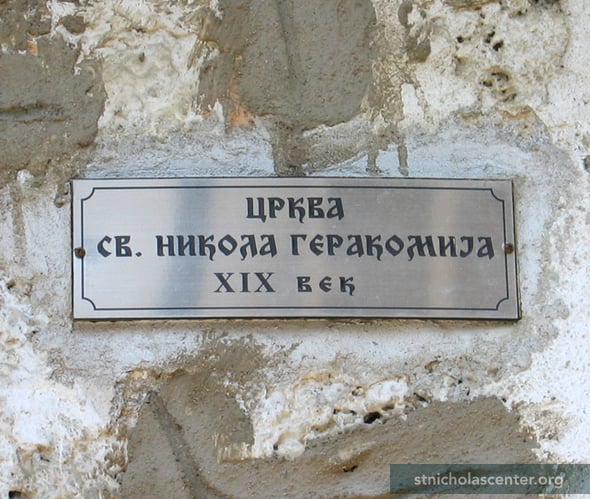 ЦРКВА
СВ. НИКОЛА ГЕРАКОМИЈА
XIX ВЕК
stnicholascenter.org